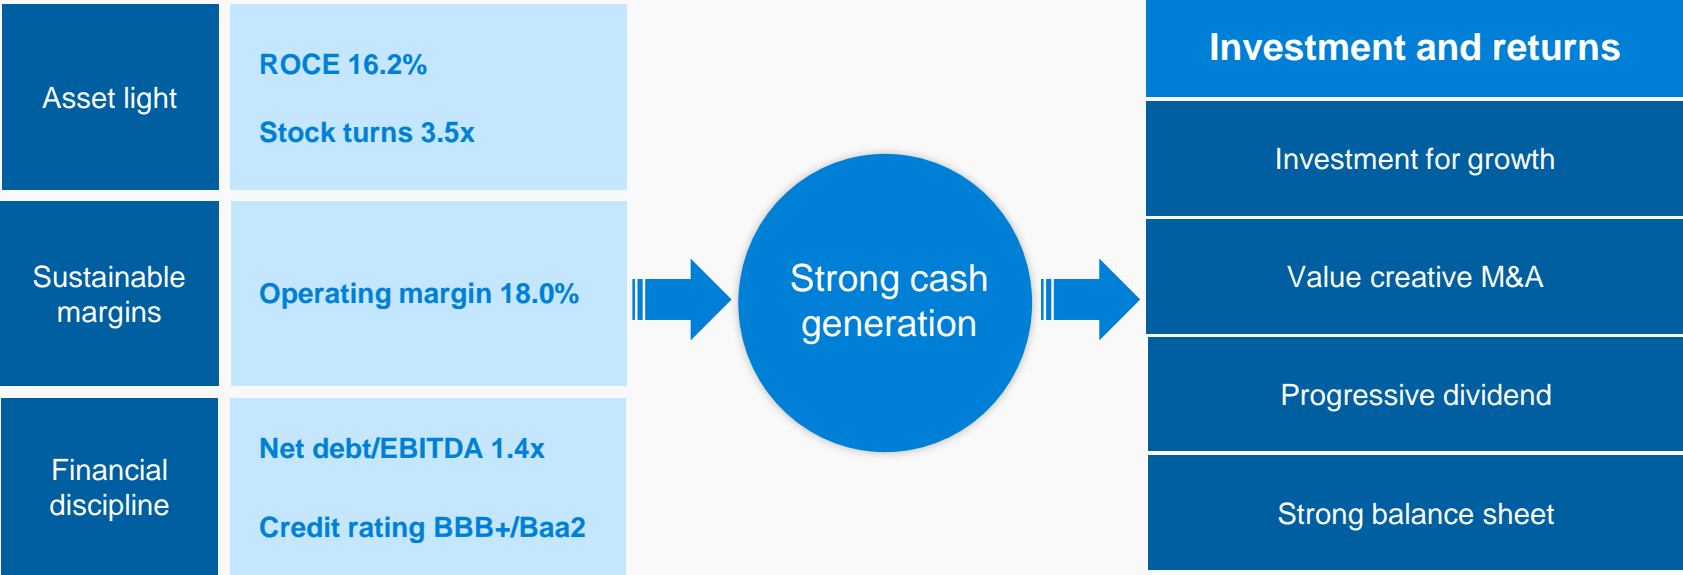 Asset light
ROCE 16.2%
Stock turns 3.5x
Sustainable
margins
Operating margin 18.0%
Financial
discipline
Net debt/EBITDA 1.4x
Credit rating BBB+/Baa2
Strong cash
generation
Investment and returns
Investment for growth
Value creative M&A
Progressive dividend
Strong balance sheet